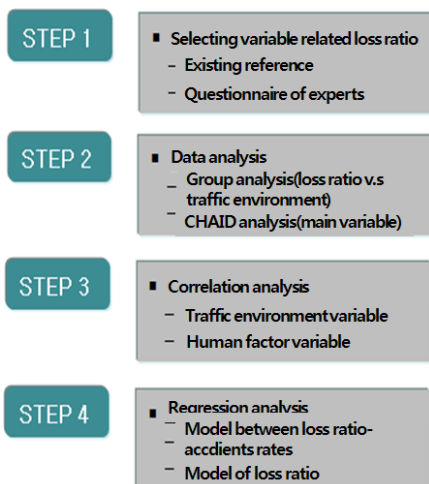 STEP 1
▪ Selecting variable related loss ratio
– Existing reference
– Questionnaire of experts
STEP 2
▪ Data analysis
– Group analysis(loss ratio v.s
traffic environment)
– CHAID analysis(main variable)
STEP 3
▪ Correlation analysis
– Traffic environment variable
– Human factor variable
STEP 4
▪ Regression analysis
– Model between loss ratio-
– accdients rates
– Model of loss ratio